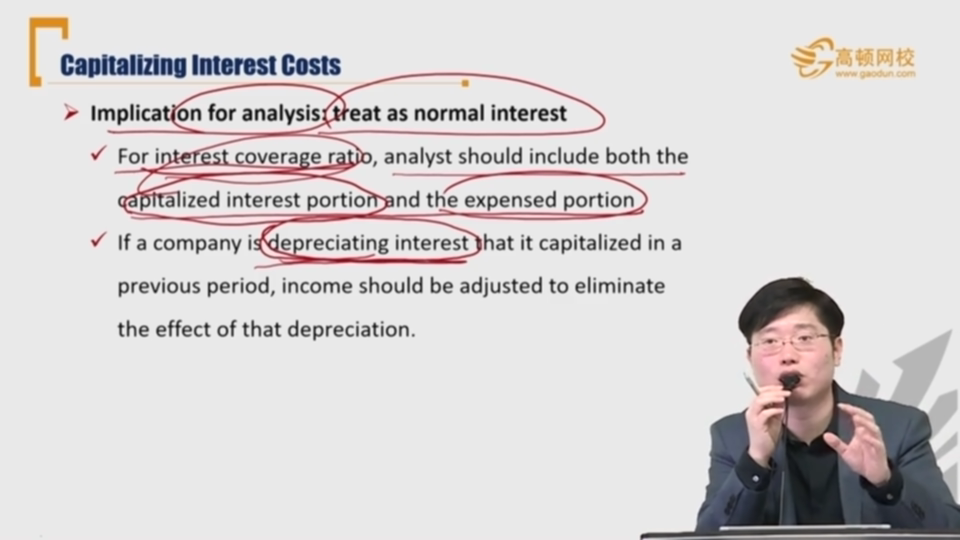 Capitalizing Interest Costs
高顿网校
www.gaodun.com
Implication for analysis: treat as normal interest
For interest coverage ratio, analyst should include both the
capitalized interest portion and the expensed portion
If a company is depreciating interest that it capitalized in a
previous period, income should be adjusted to eliminate
the effect of that depreciation.